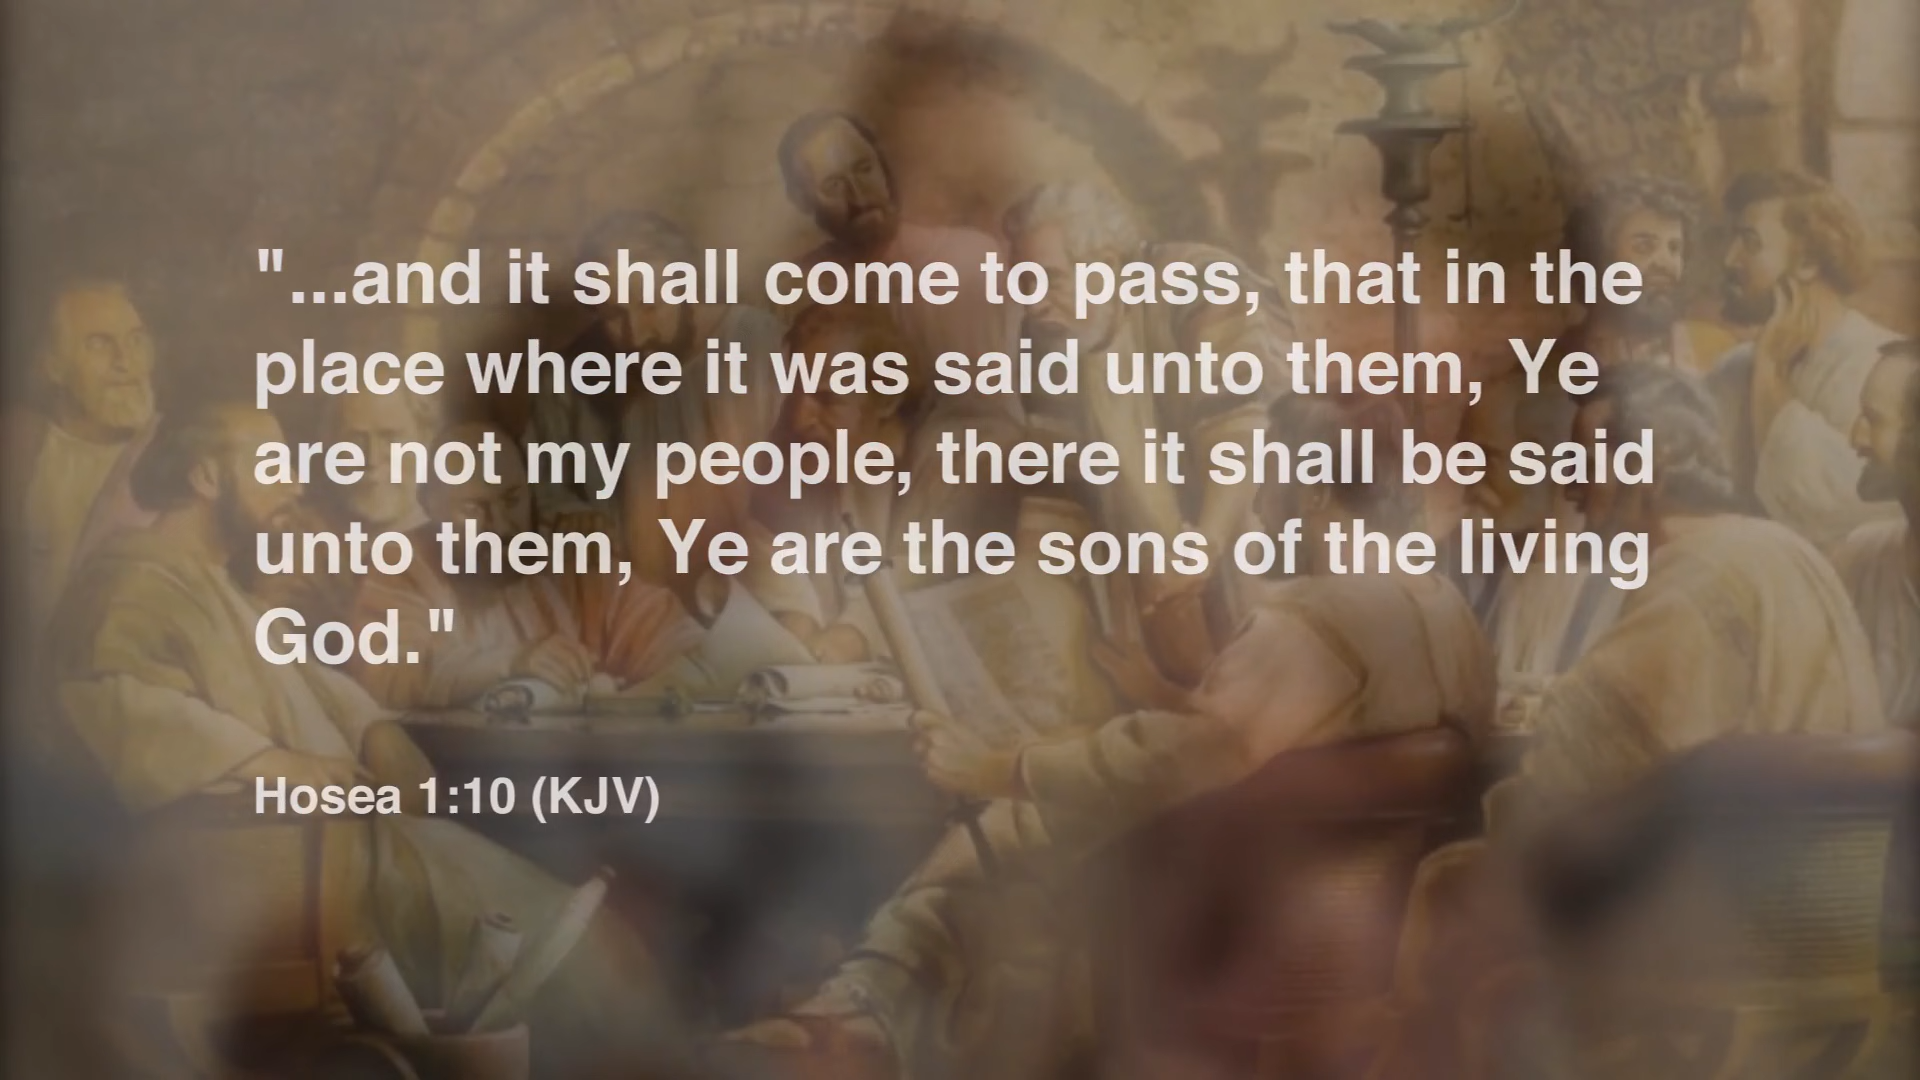 "...and it shall come to pass, that in the
place where it was said unto them, Ye
are not my people, there it shall be said
unto them, Ye are the sons of the living
God."
Hosea 1:10 (KJV)